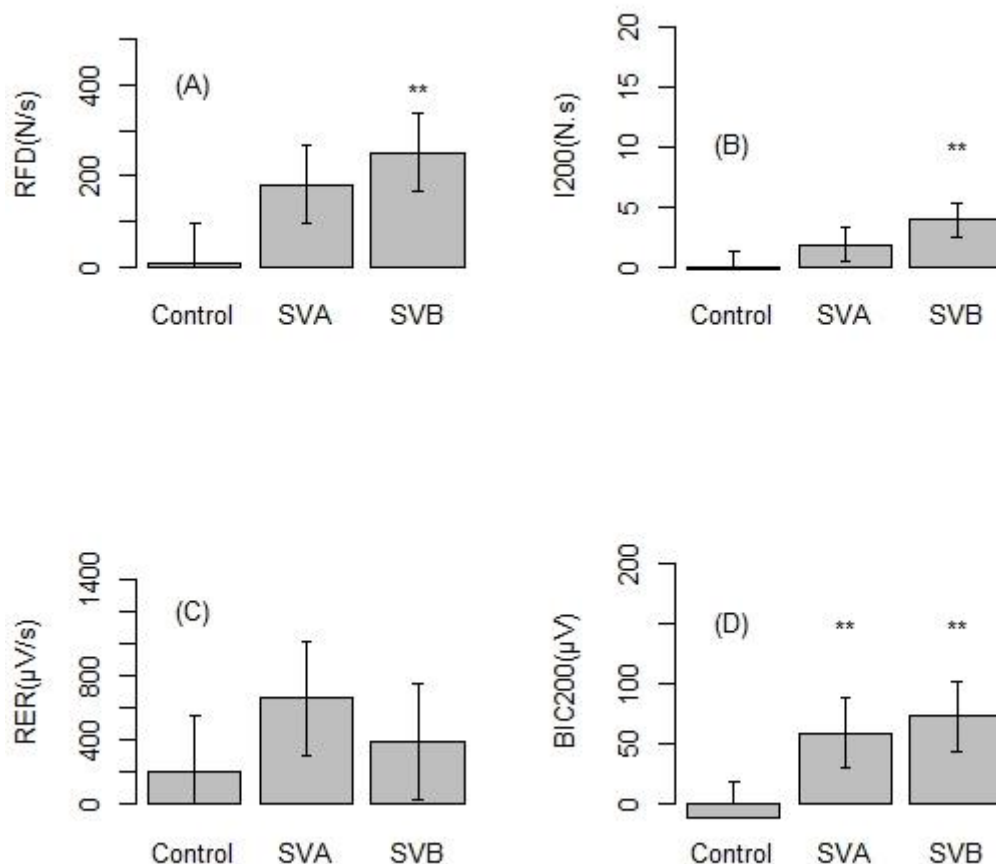 RFD(N/s)
400
200
0
(A)
**
Control SVA SVB
I200(N.s)
20
15
10
5
0
(B)
**
Control SVA SVB
RER(µV/s)
1400
800
400
0
(C)
Control SVA SVB
BIC200(µV)
200
100
50
0
(D)
** **
Control SVA SVB